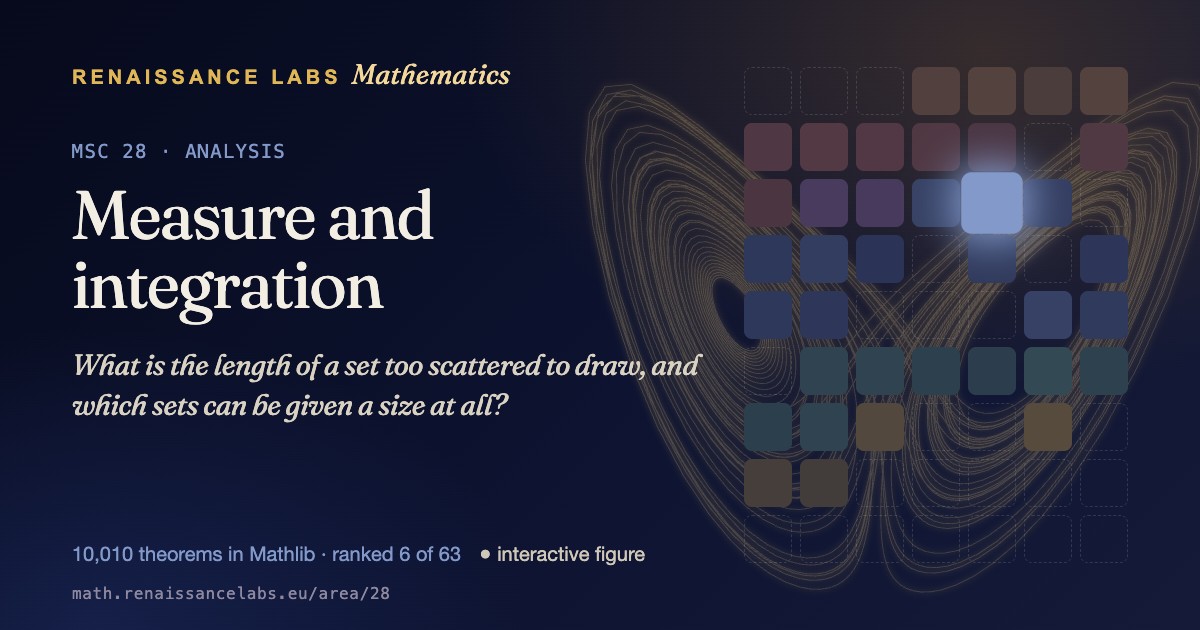 RENAISSANCE LABS Mathematics
MSC 28 · ANALYSIS
Measure and
integration
What is the length of a set too scattered to draw, and
which sets can be given a size at all?
10,010 theorems in Mathlib · ranked 6 of 63 ● interactive figure
math.renaissancelabs.eu/area/28